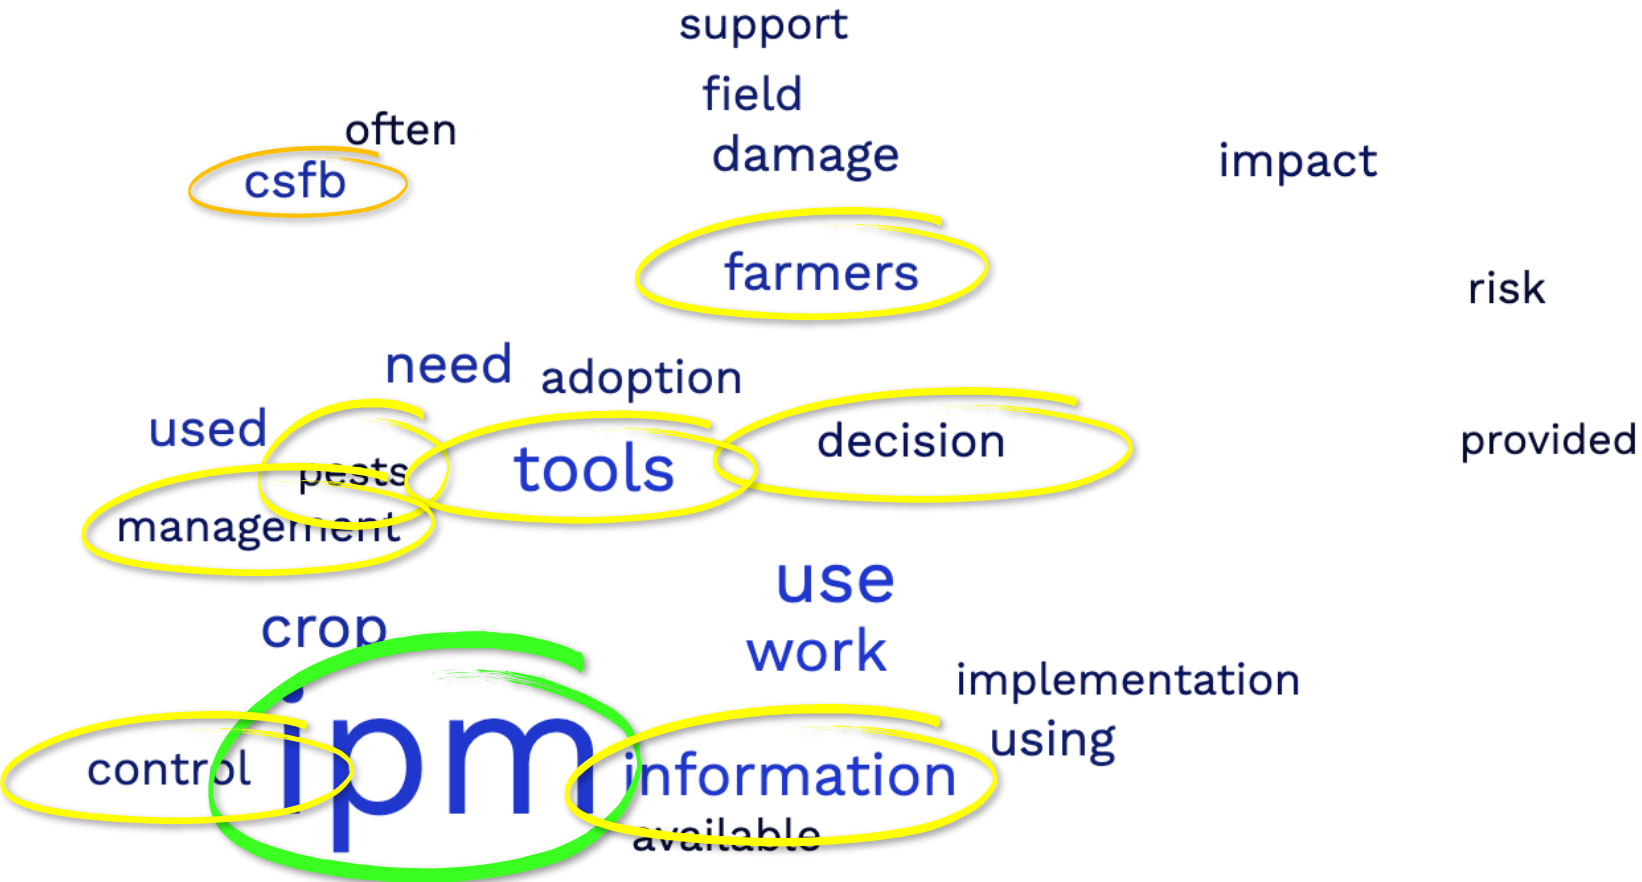 support
field
often
damage
impact
csfb
farmers
risk
need
adoption
used
decision
provided
pests
tools
management
use
crop
work
implementation
using
ipm
control
information
available